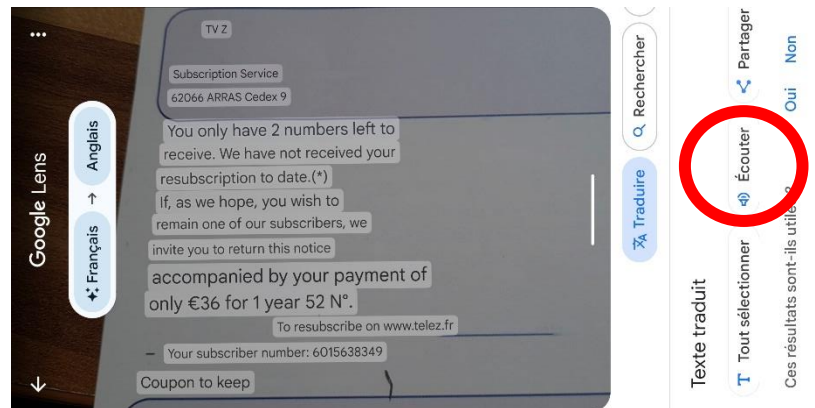 Google Lens
Français → Anglais
TV Z
Subscription Service
62066 ARRAS Cedex 9
You only have 2 numbers left to
receive. We have not received your
resubscription to date.(*)
If, as we hope, you wish to
remain one of our subscribers, we
invite you to return this notice
accompanied by your payment of
only €36 for 1 year 52 N°.
To resubscribe on www.telez.fr
– Your subscriber number: 6015638349
Coupon to keep
Traduire
Rechercher
Texte traduit
Tout sélectionner
Écouter
Partager
Ces résultats sont-ils utiles ?
Oui
Non